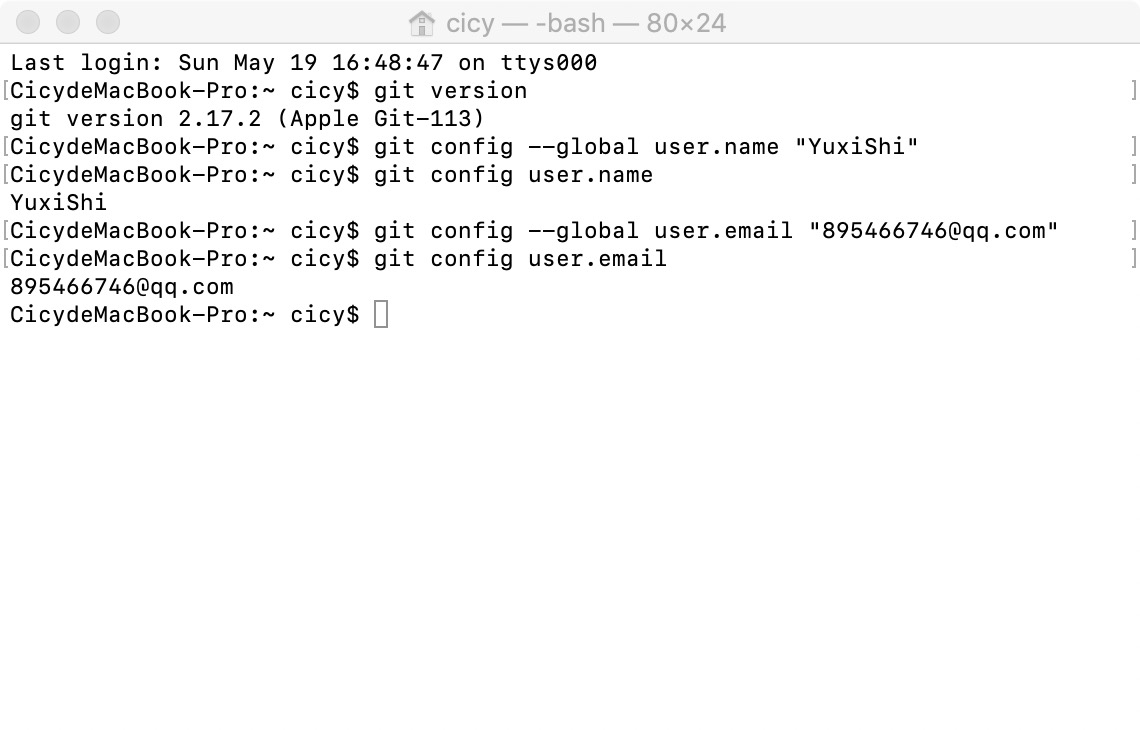 cicy — -bash — 80×24
Last login: Sun May 19 16:48:47 on ttys000
[CicydeMacBook-Pro:~ cicy$ git version ]
git version 2.17.2 (Apple Git-113)
[CicydeMacBook-Pro:~ cicy$ git config --global user.name "YuxiShi" ]
[CicydeMacBook-Pro:~ cicy$ git config user.name ]
YuxiShi
[CicydeMacBook-Pro:~ cicy$ git config --global user.email "895466746@qq.com" ]
[CicydeMacBook-Pro:~ cicy$ git config user.email ]
895466746@qq.com
CicydeMacBook-Pro:~ cicy$